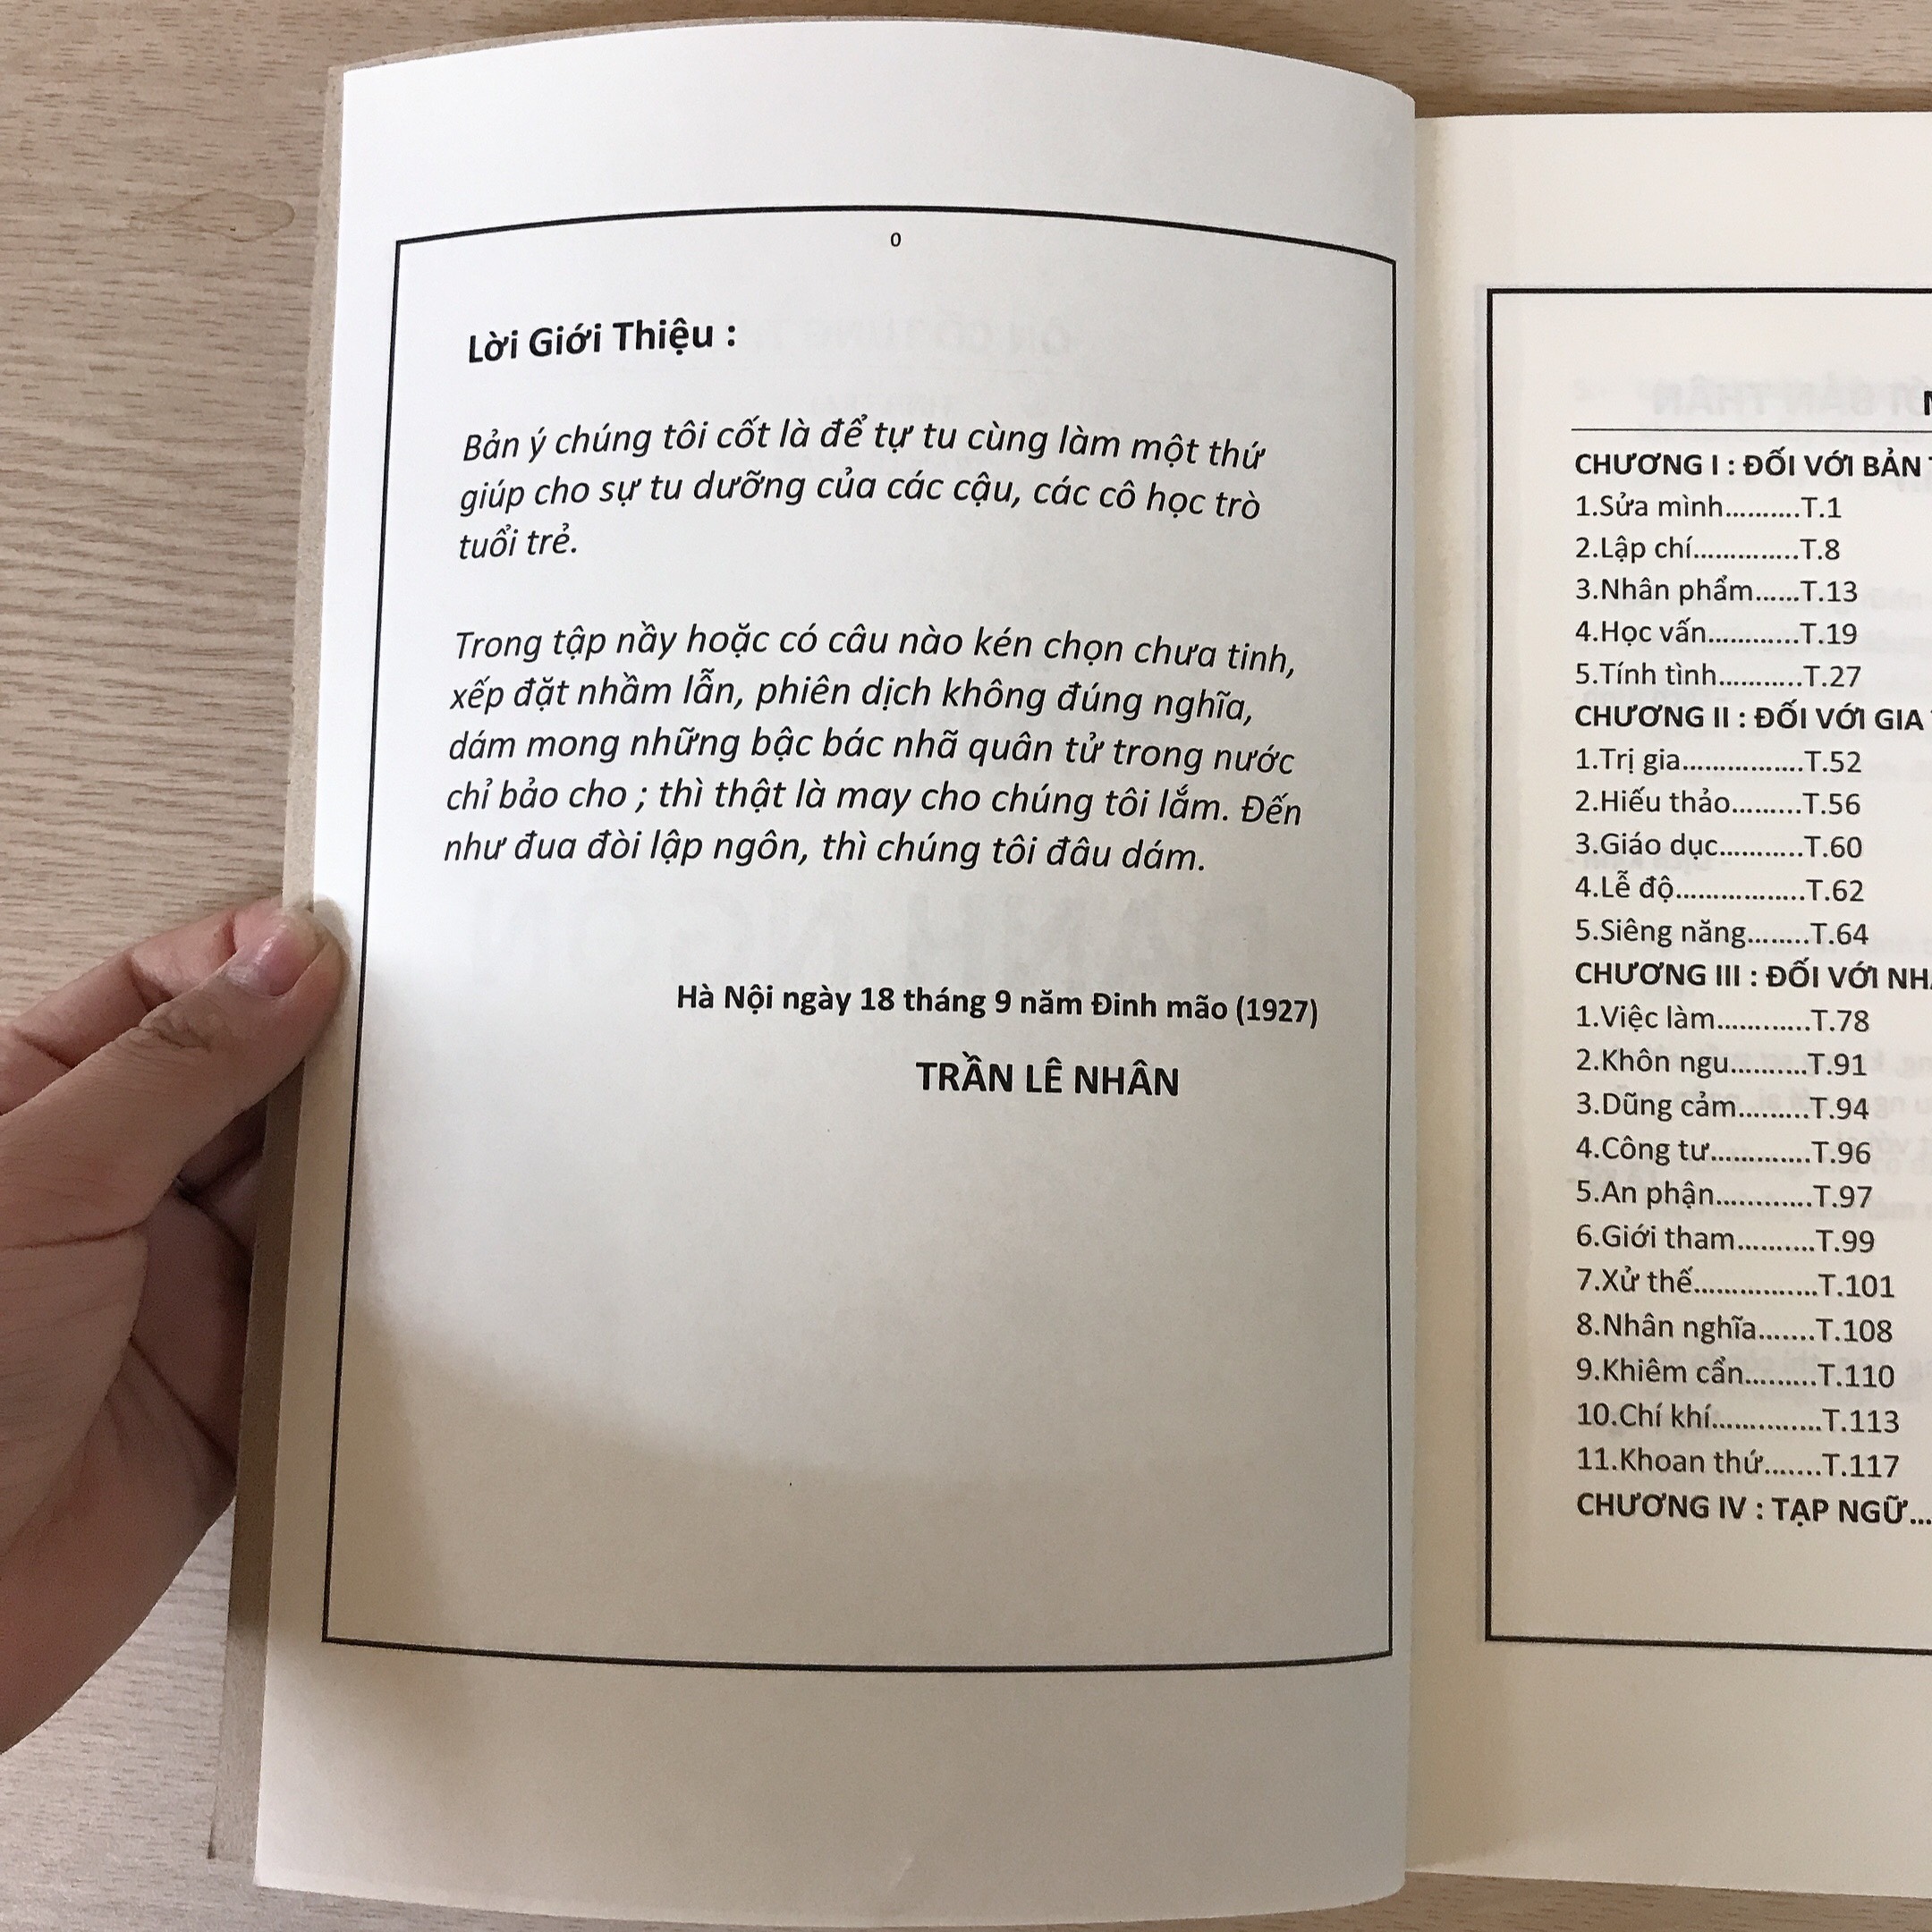 0
Lời Giới Thiệu :
Bản ý chúng tôi cốt là để tự tu cùng làm một thứ
giúp cho sự tu dưỡng của các cậu, các cô học trò
tuổi trẻ.
Trong tập nầy hoặc có câu nào kén chọn chưa tinh,
xếp đặt nhầm lẫn, phiên dịch không đúng nghĩa,
dám mong những bậc bác nhã quân tử trong nước
chỉ bảo cho ; thì thật là may cho chúng tôi lắm. Đến
như đua đòi lập ngôn, thì chúng tôi đâu dám.
Hà Nội ngày 18 tháng 9 năm Đinh mão (1927)
TRẦN LÊ NHÂN
CHƯƠNG I : ĐỐI VỚI BẢN
1.Sửa mình..........T.1
2.Lập chí..............T.8
3.Nhân phẩm......T.13
4.Học vấn............T.19
5.Tính tình...........T.27
CHƯƠNG II : ĐỐI VỚI GIA
1.Trị gia................T.52
2.Hiếu thảo.........T.56
3.Giáo dục...........T.60
4.Lễ độ.................T.62
5.Siêng năng........T.64
CHƯƠNG III : ĐỐI VỚI
1.Việc làm............T.78
2.Khôn ngu..........T.91
3.Dũng cảm.........T.94
4.Công tư.............T.96
5.An phận............T.97
6.Giới tham..........T.99
7.Xử thế................T.101
8.Nhân nghĩa.......T.108
9.Khiêm cẩn.........T.110
10.Chí khí..............T.113
11.Khoan thứ.......T.117
CHƯƠNG IV : TẠP NGỮ...